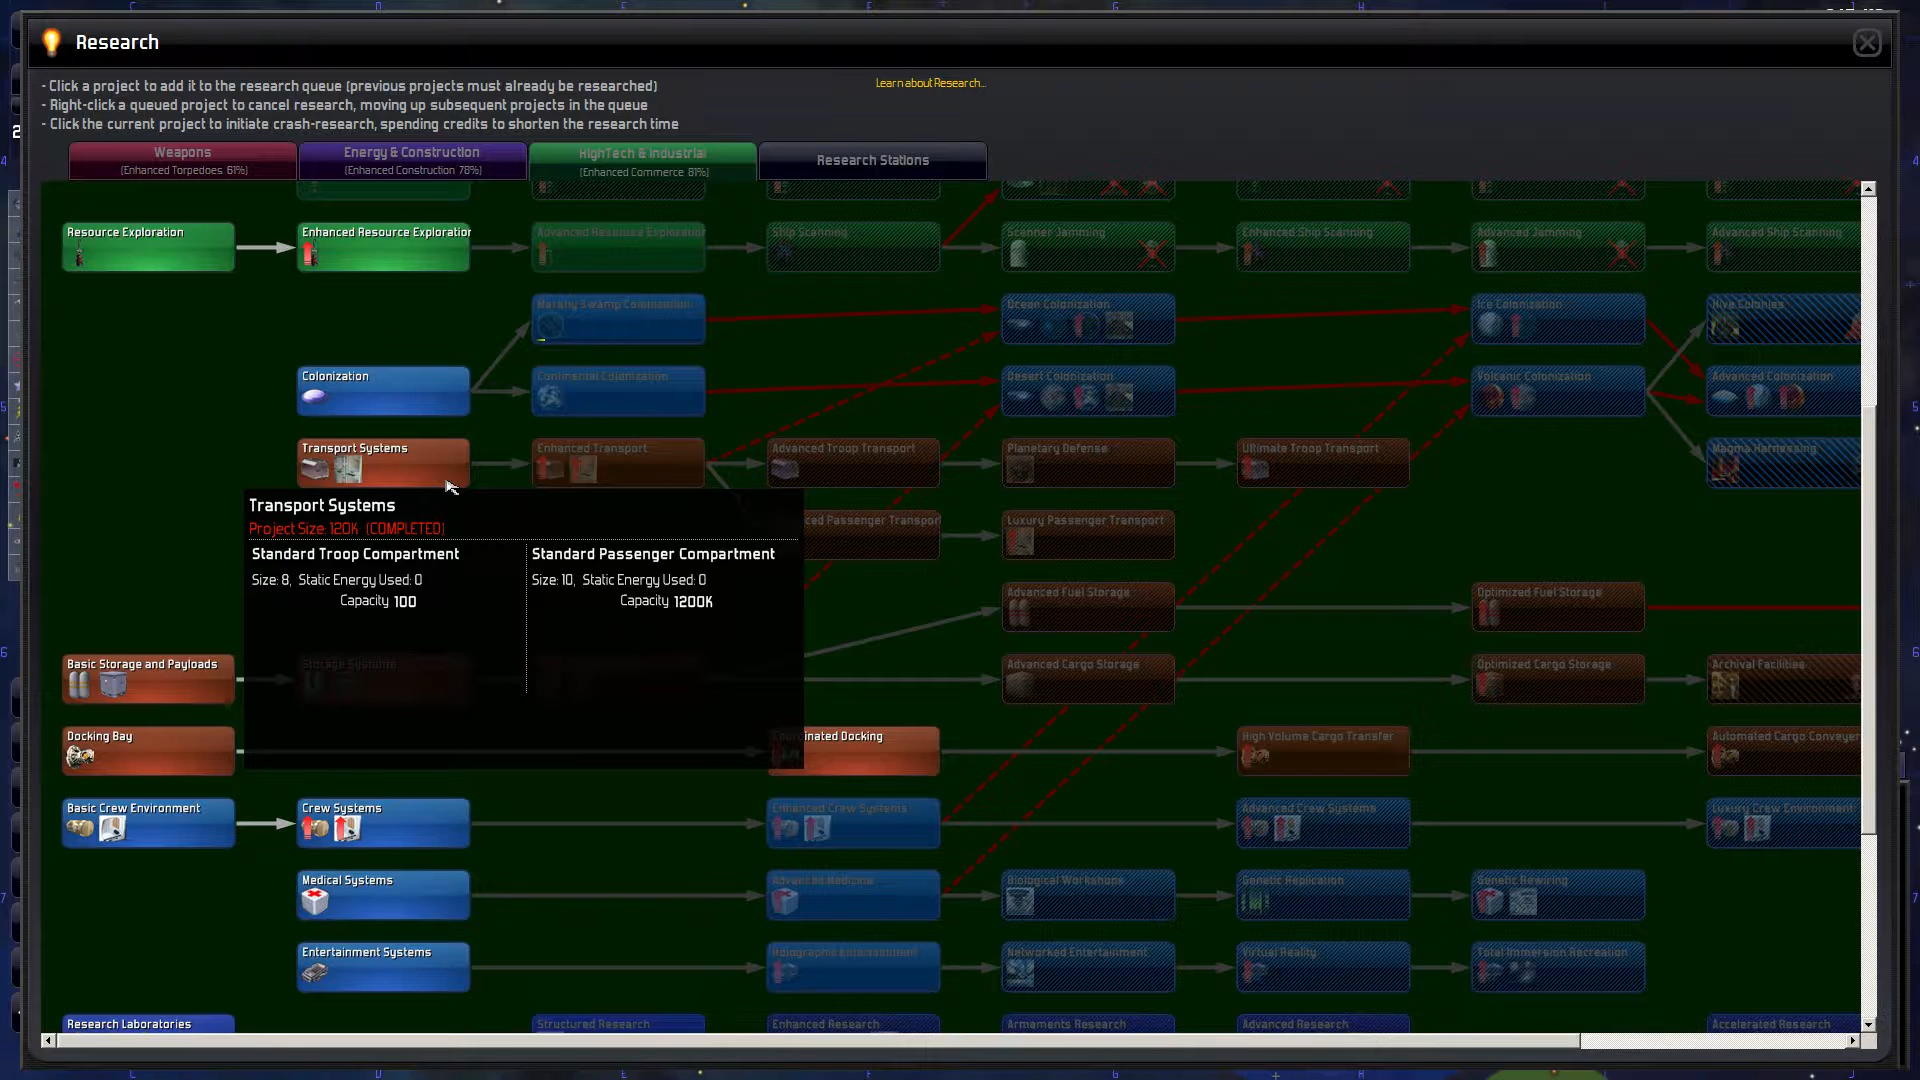 Research
- Click a project to add it to the research queue (previous projects must already be researched)
- Right-click a queued project to cancel research, moving up subsequent projects in the queue
- Click the current project to initiate crash-research, spending credits to shorten the research time
Learn about Research...
Weapons
(Enhanced Torpedoes: 61%)
Energy & Construction
(Enhanced Construction: 78%)
HighTech & Industrial
(Enhanced Commerce: 81%)
Research Stations
Resource Exploration
Enhanced Resource Exploration
Advanced Resource Exploration
Ship Scanning
Scanner Jamming
Enhanced Ship Scanning
Advanced Jamming
Advanced Ship Scanning
Marshy Swamp Colonization
Ocean Colonization
Ice Colonization
Hive Colonies
Colonization
Continental Colonization
Desert Colonization
Volcanic Colonization
Advanced Colonization
Transport Systems
Enhanced Transport
Advanced Troop Transport
Planetary Defense
Ultimate Troop Transport
Magma Harnessing
Transport Systems
Project Size: 120K (COMPLETED)
Standard Troop Compartment
Size: 8, Static Energy Used: 0
Capacity 100
Standard Passenger Compartment
Size: 10, Static Energy Used: 0
Capacity 1200K
ced Passenger Transport
Luxury Passenger Transport
Advanced Fuel Storage
Optimized Fuel Storage
Basic Storage and Payloads
Storage Systems
Advanced Cargo Storage
Optimized Cargo Storage
Archival Facilities
Docking Bay
Coordinated Docking
High Volume Cargo Transfer
Automated Cargo Conveyer
Basic Crew Environment
Crew Systems
Enhanced Crew Systems
Advanced Crew Systems
Luxury Crew Environment
Medical Systems
Advanced Medicine
Biological Workshops
Genetic Replication
Genetic Rewiring
Entertainment Systems
Holographic Entertainment
Networked Entertainment
Virtual Reality
Total Immersion Recreation
Research Laboratories
Structured Research
Enhanced Research
Armaments Research
Advanced Research
Accelerated Research